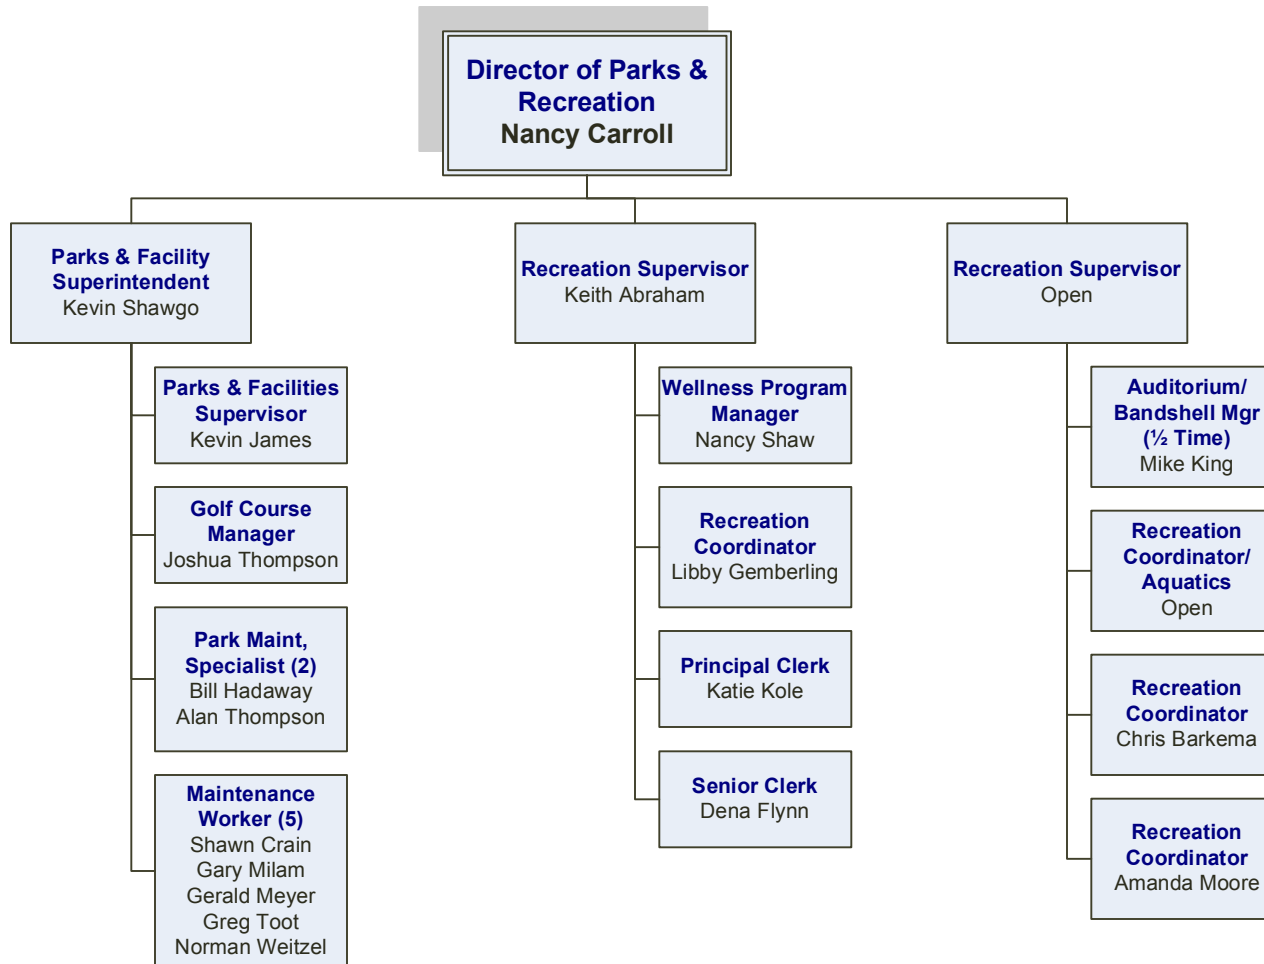 Director of Parks &
Recreation
Nancy Carroll
Parks & Facility
Superintendent
Kevin Shawgo
Parks & Facilities
Supervisor
Kevin James
Golf Course
Manager
Joshua Thompson
Park Maint,
Specialist (2)
Bill Hadaway
Alan Thompson
Maintenance
Worker (5)
Shawn Crain
Gary Milam
Gerald Meyer
Greg Toot
Norman Weitzel
Recreation Supervisor
Keith Abraham
Wellness Program
Manager
Nancy Shaw
Recreation
Coordinator
Libby Gemberling
Principal Clerk
Katie Kole
Senior Clerk
Dena Flynn
Recreation Supervisor
Open
Auditorium/
Bandshell Mgr
(½ Time)
Mike King
Recreation
Coordinator/
Aquatics
Open
Recreation
Coordinator
Chris Barkema
Recreation
Coordinator
Amanda Moore